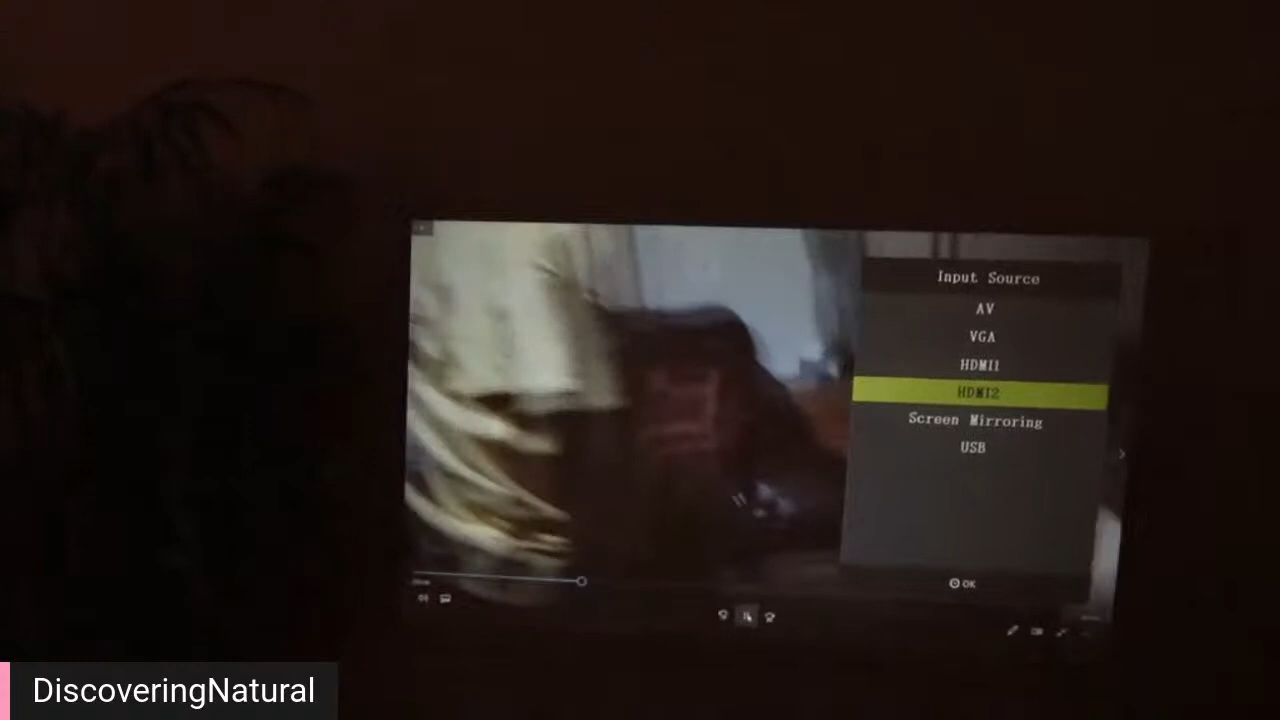 Input Source
AV
VGA
HDMI1
HDMI2
Screen Mirroring
USB
OK
DiscoveringNatural